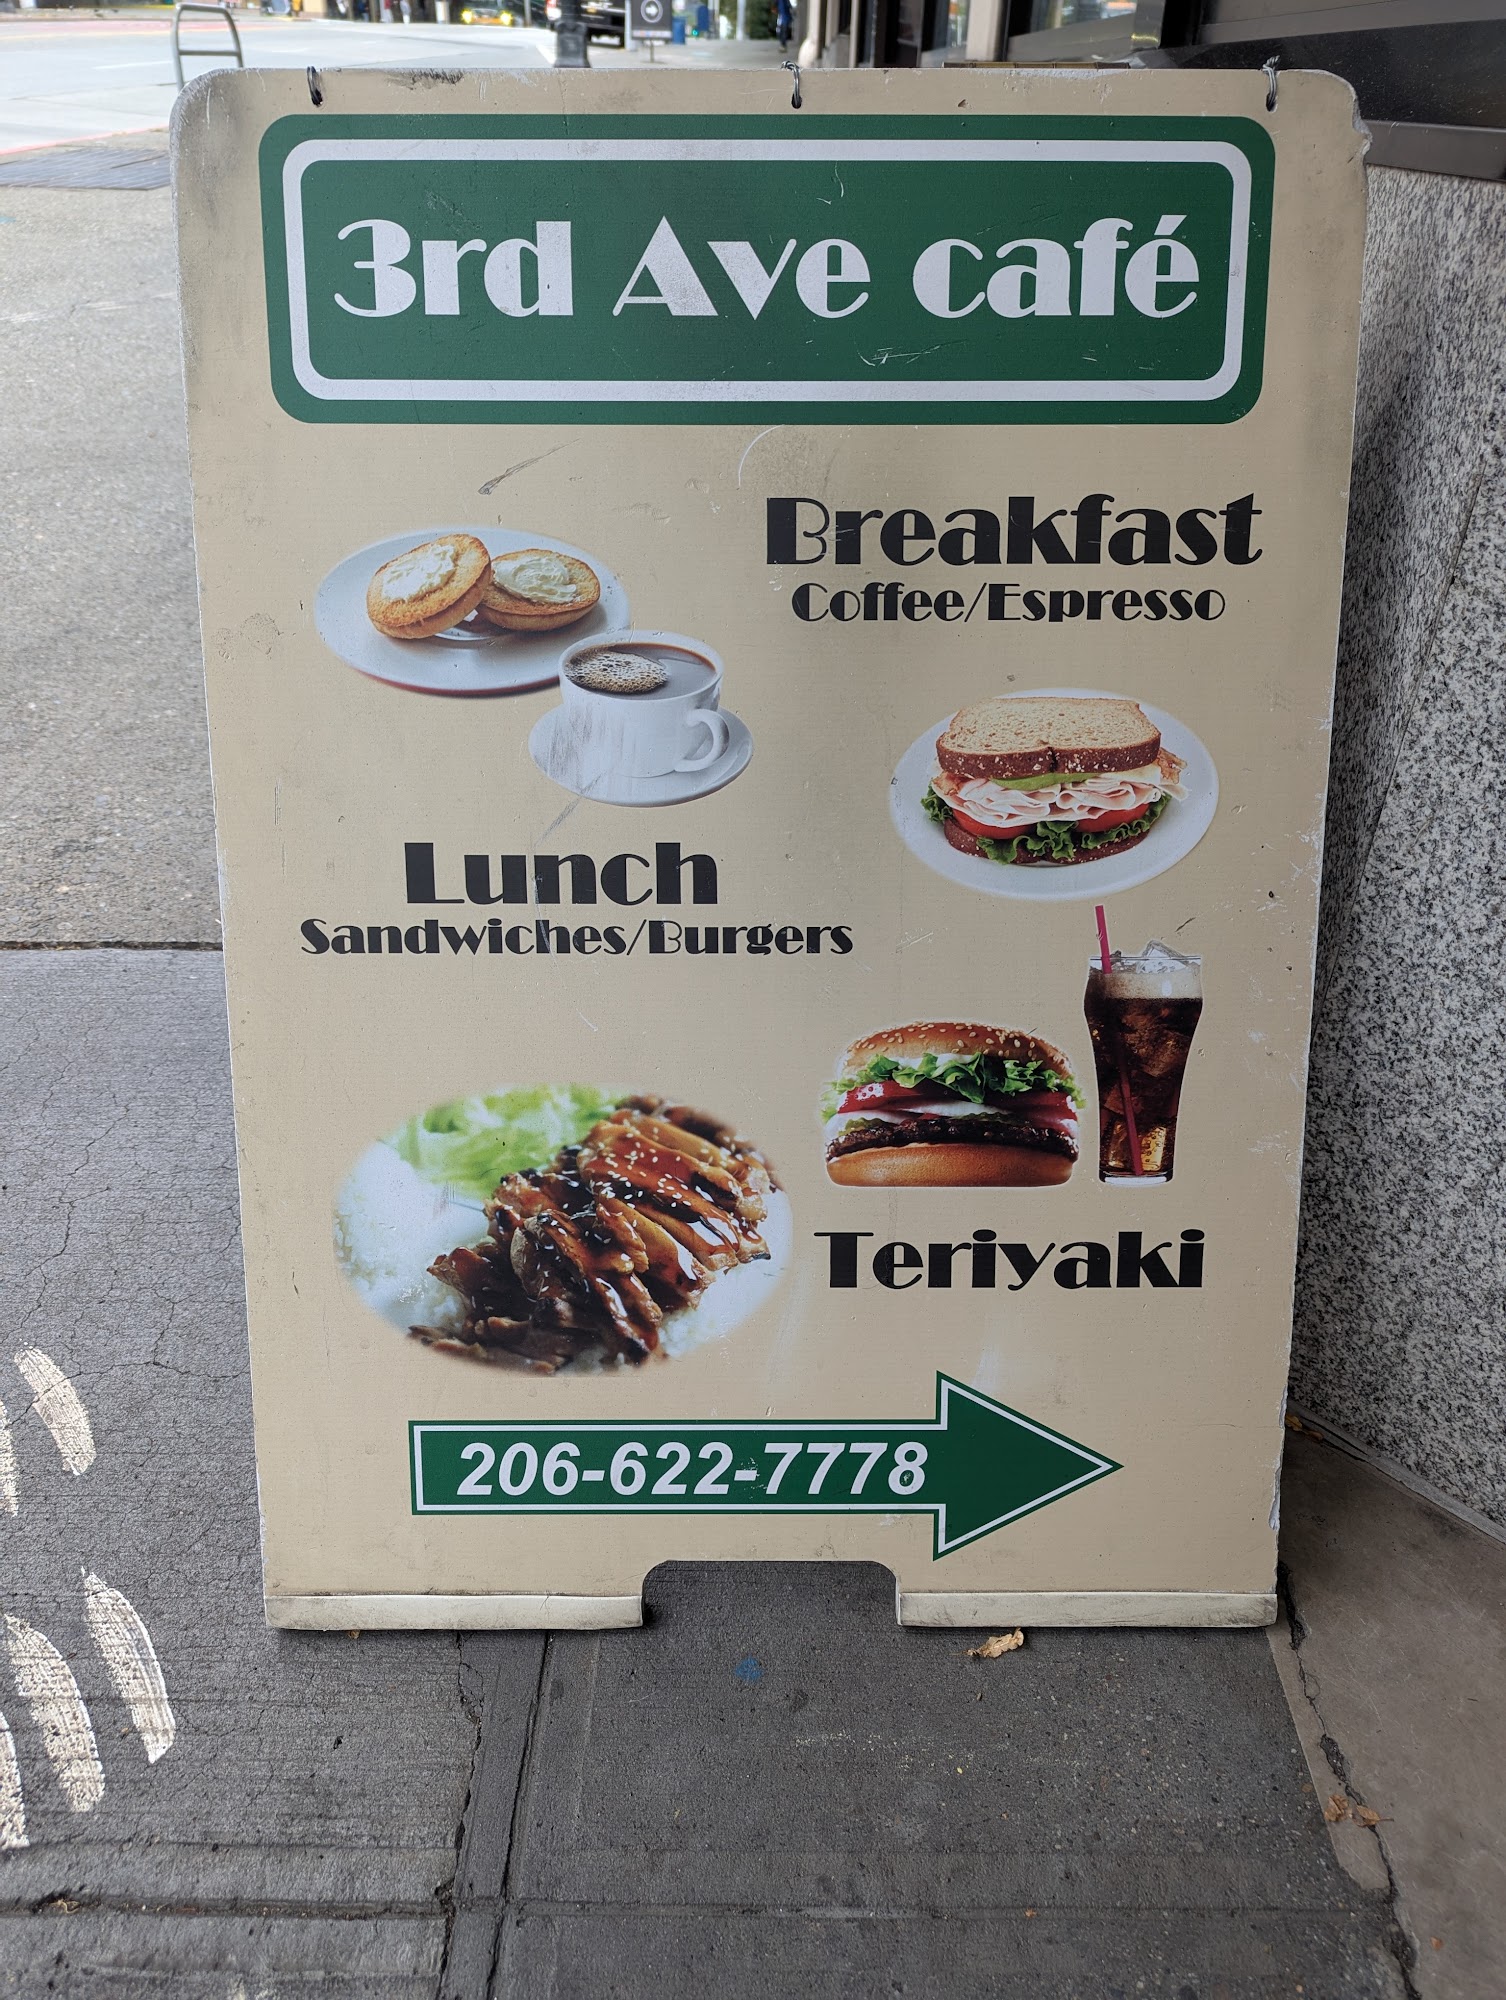 3rd Ave café
Breakfast
Coffee/Espresso
Lunch
Sandwiches/Burgers
Teriyaki
206-622-7778